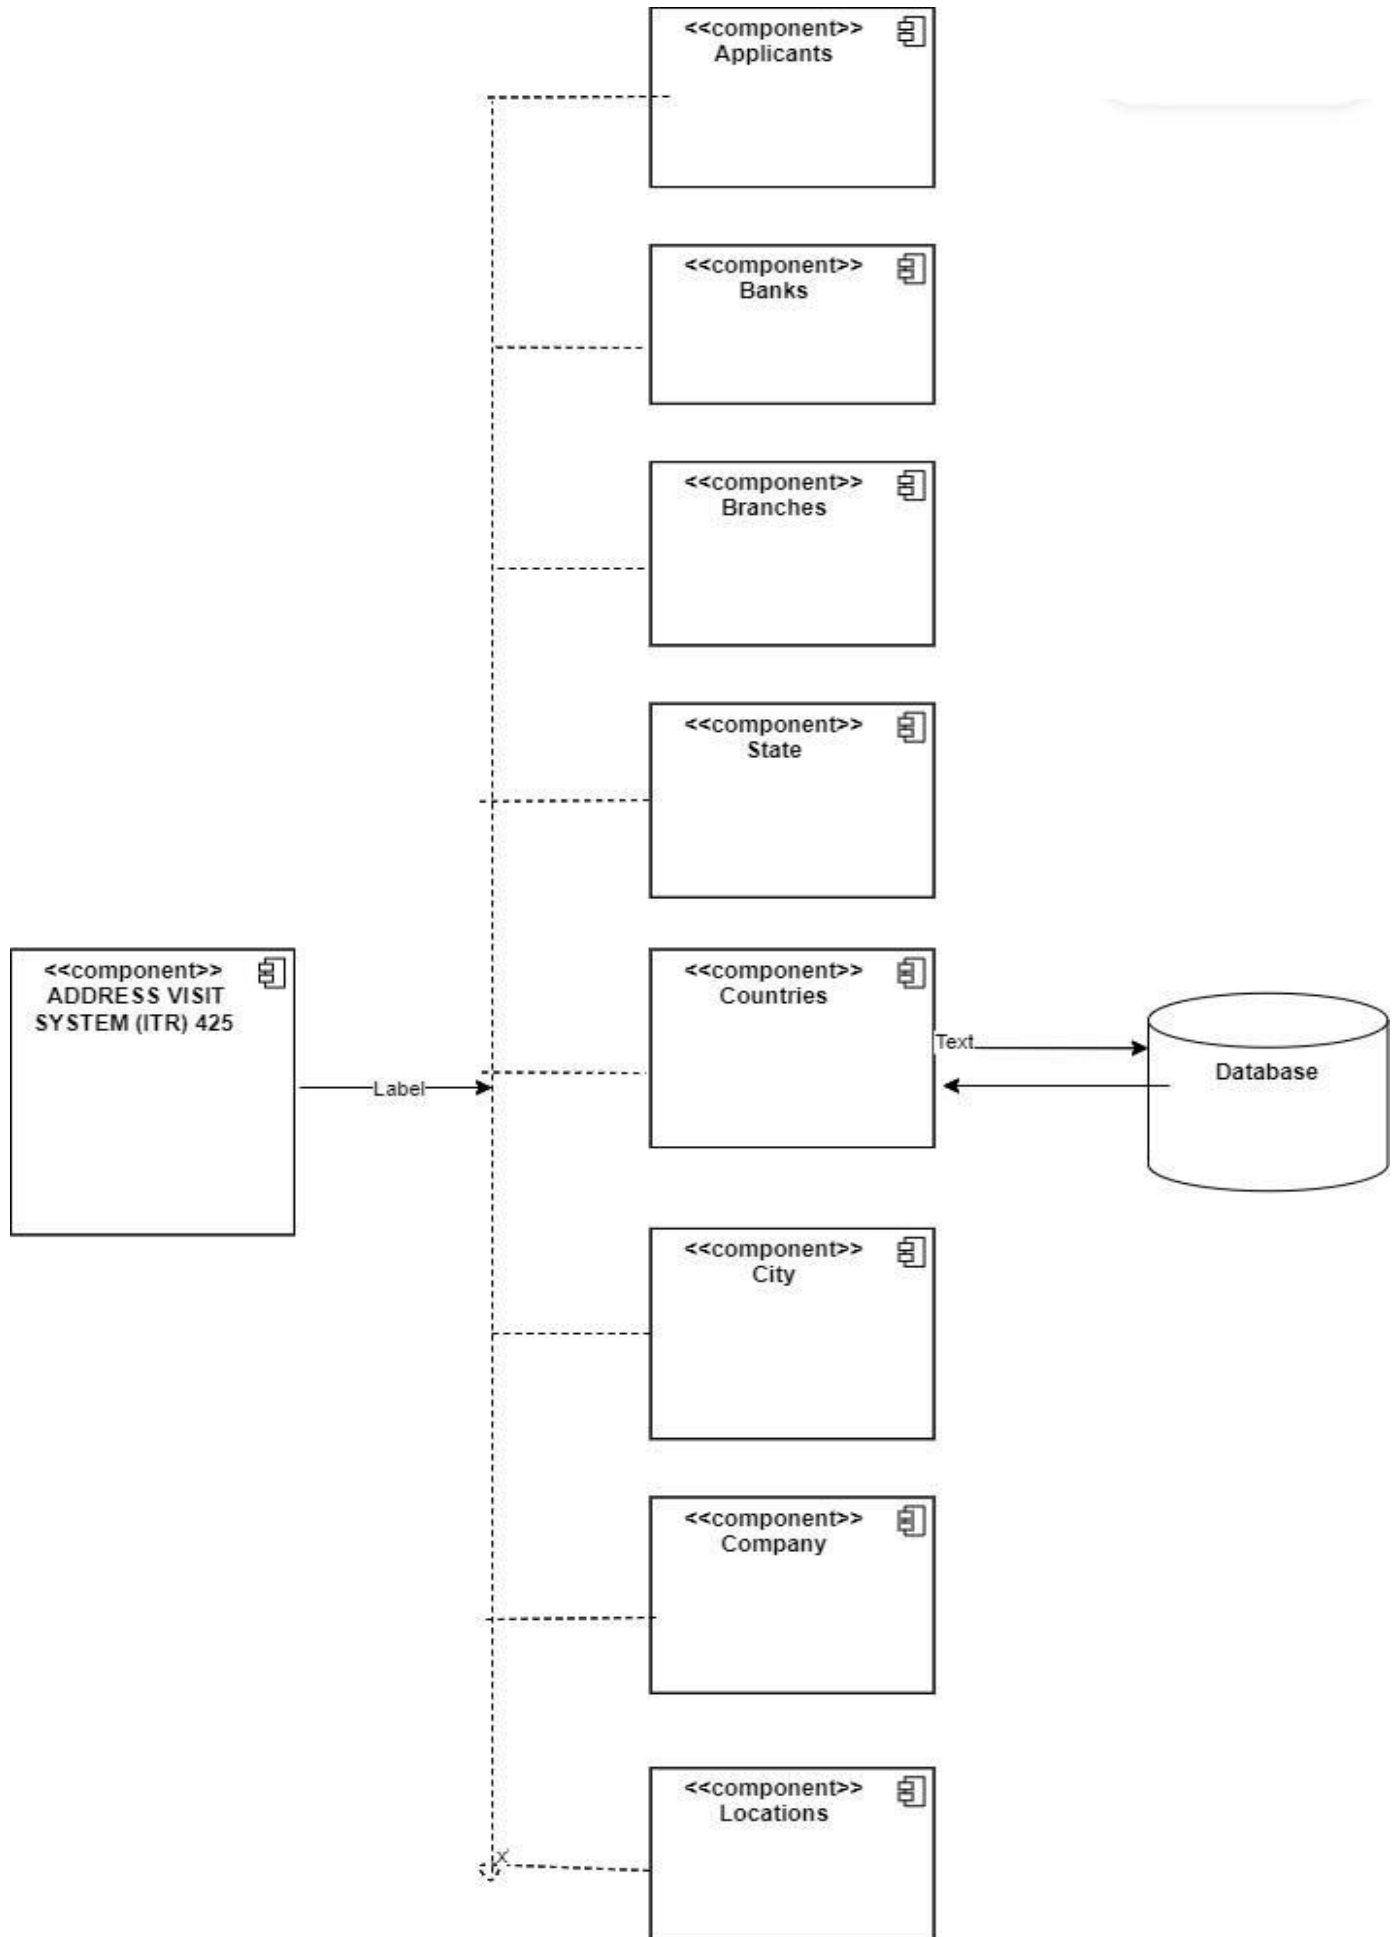 <<component>>
Applicants
<<component>>
Banks
<<component>>
Branches
<<component>>
State
<<component>>
ADDRESS VISIT
SYSTEM (ITR) 425
Label
<<component>>
Countries
Text
Database
<<component>>
City
<<component>>
Company
<<component>>
Locations
X